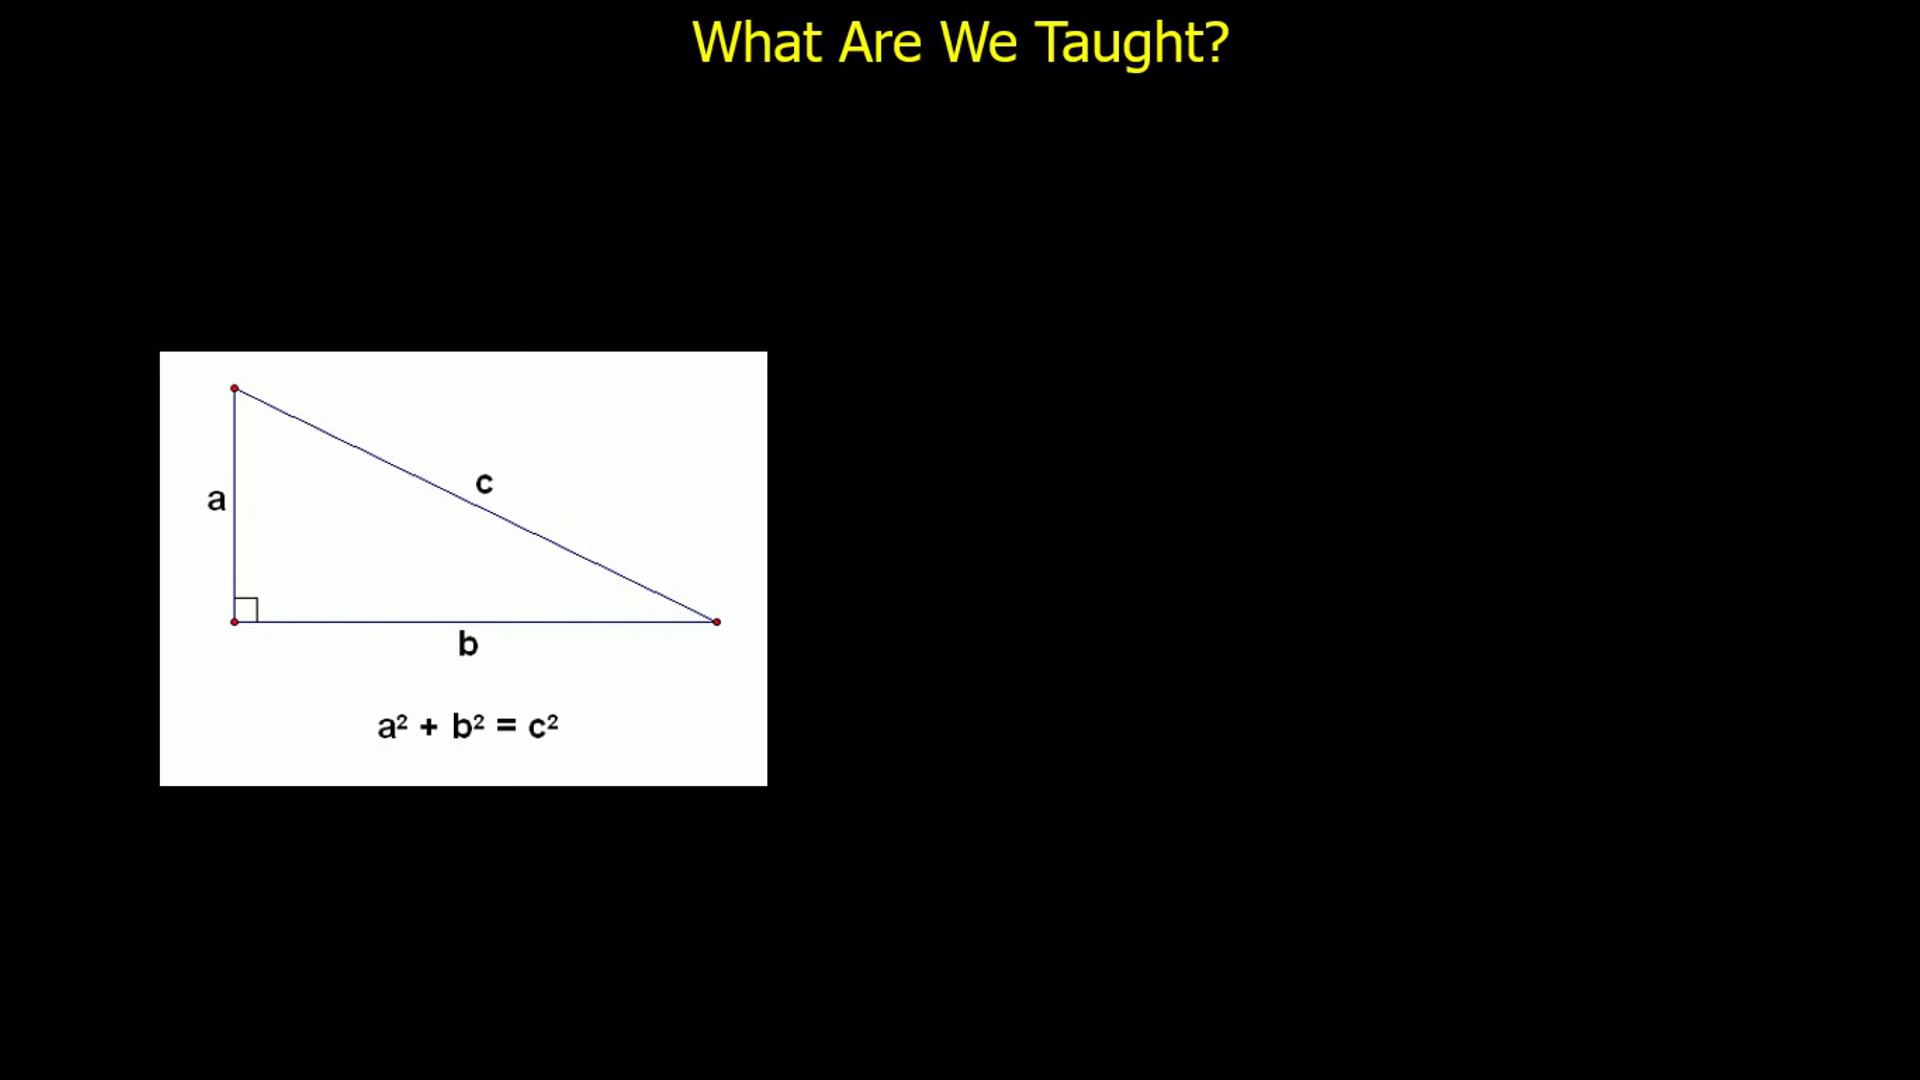 What Are We Taught?
c
a
b
a² + b² = c²